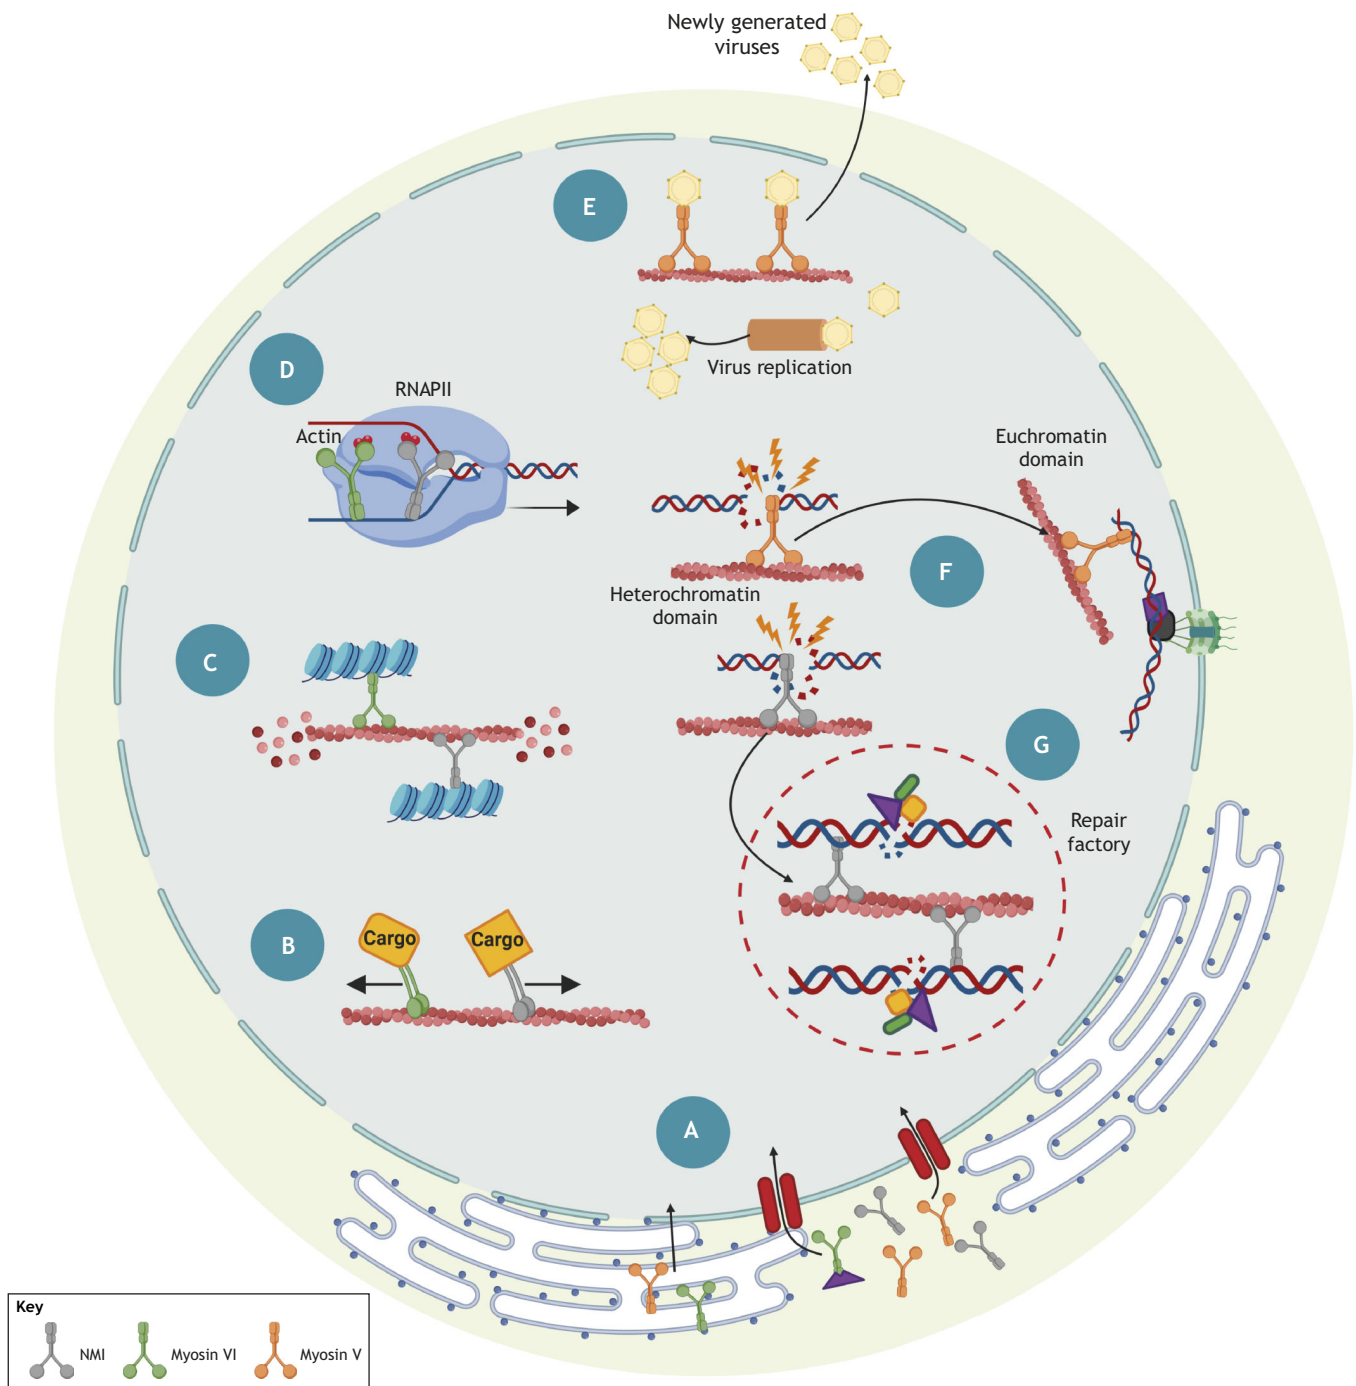 Newly generated
viruses
E
Virus replication
D
RNAPII
Actin
Euchromatin
domain
F
Heterochromatin
domain
C
G
Repair
factory
B
Cargo
Cargo
A
Key
NMI
Myosin VI
Myosin V